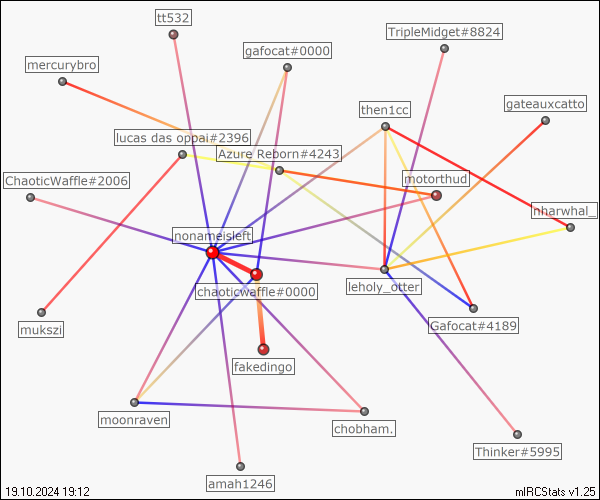 tt532
TripleMidget#8824
gafocat#0000
mercurybro
gateauxcatto
then1cc
lucas das oppai#2396
Azure Reborn#4243
ChaoticWaffle#2006
motorthud
nharwhal_
nonameisleft
leholy_otter
chaoticwaffle#0000
mukszi
Gafocat#4189
fakedingo
moonraven
chobham.
Thinker#5995
amah1246
19.10.2024 19:12
mIRCStats v1.25